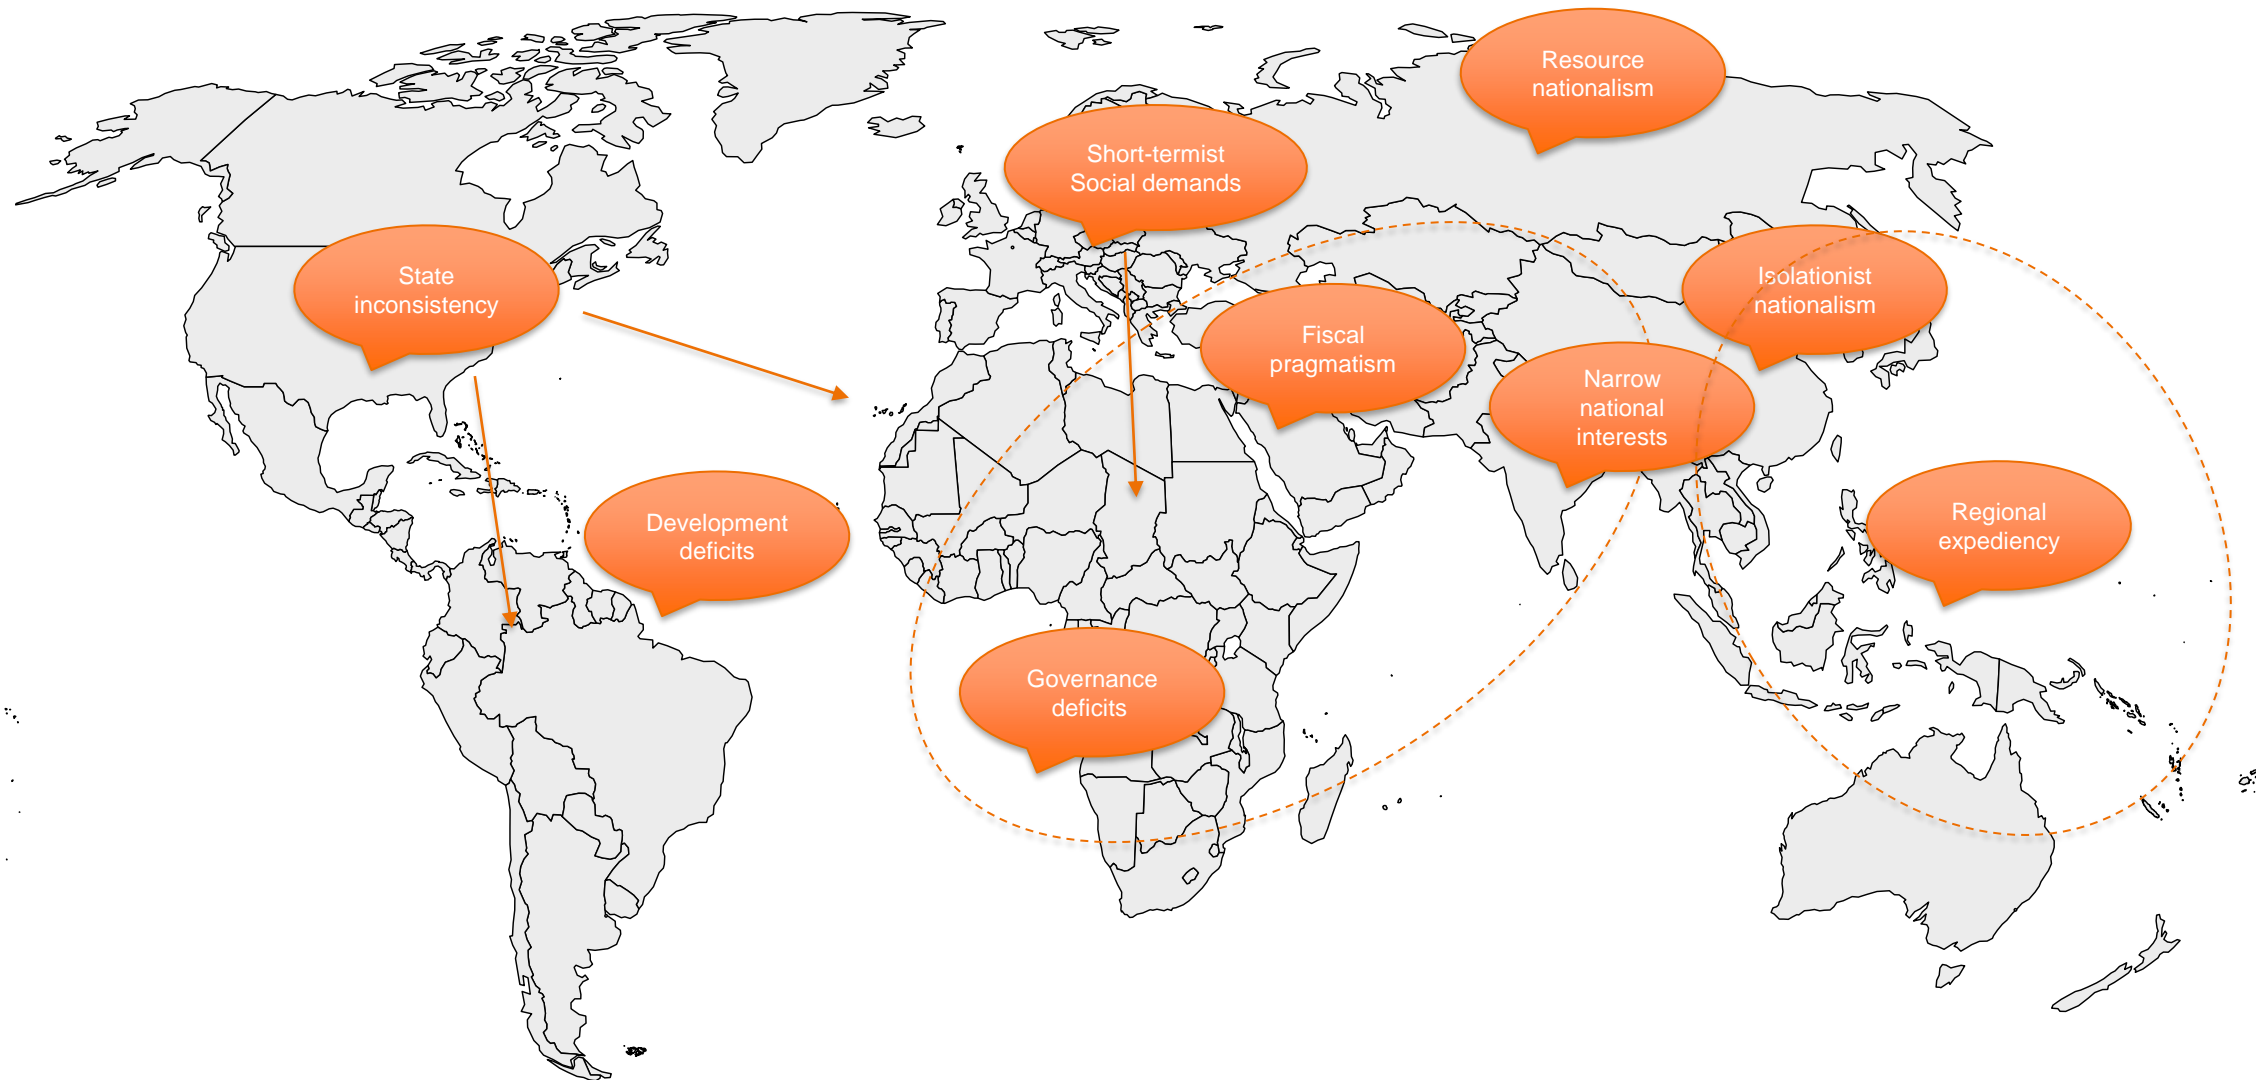 Resource
nationalism
Short-termist
Social demands
State
inconsistency
Isolationist
nationalism
Fiscal
pragmatism
Narrow
national
interests
Development
deficits
Regional
expediency
Governance
deficits